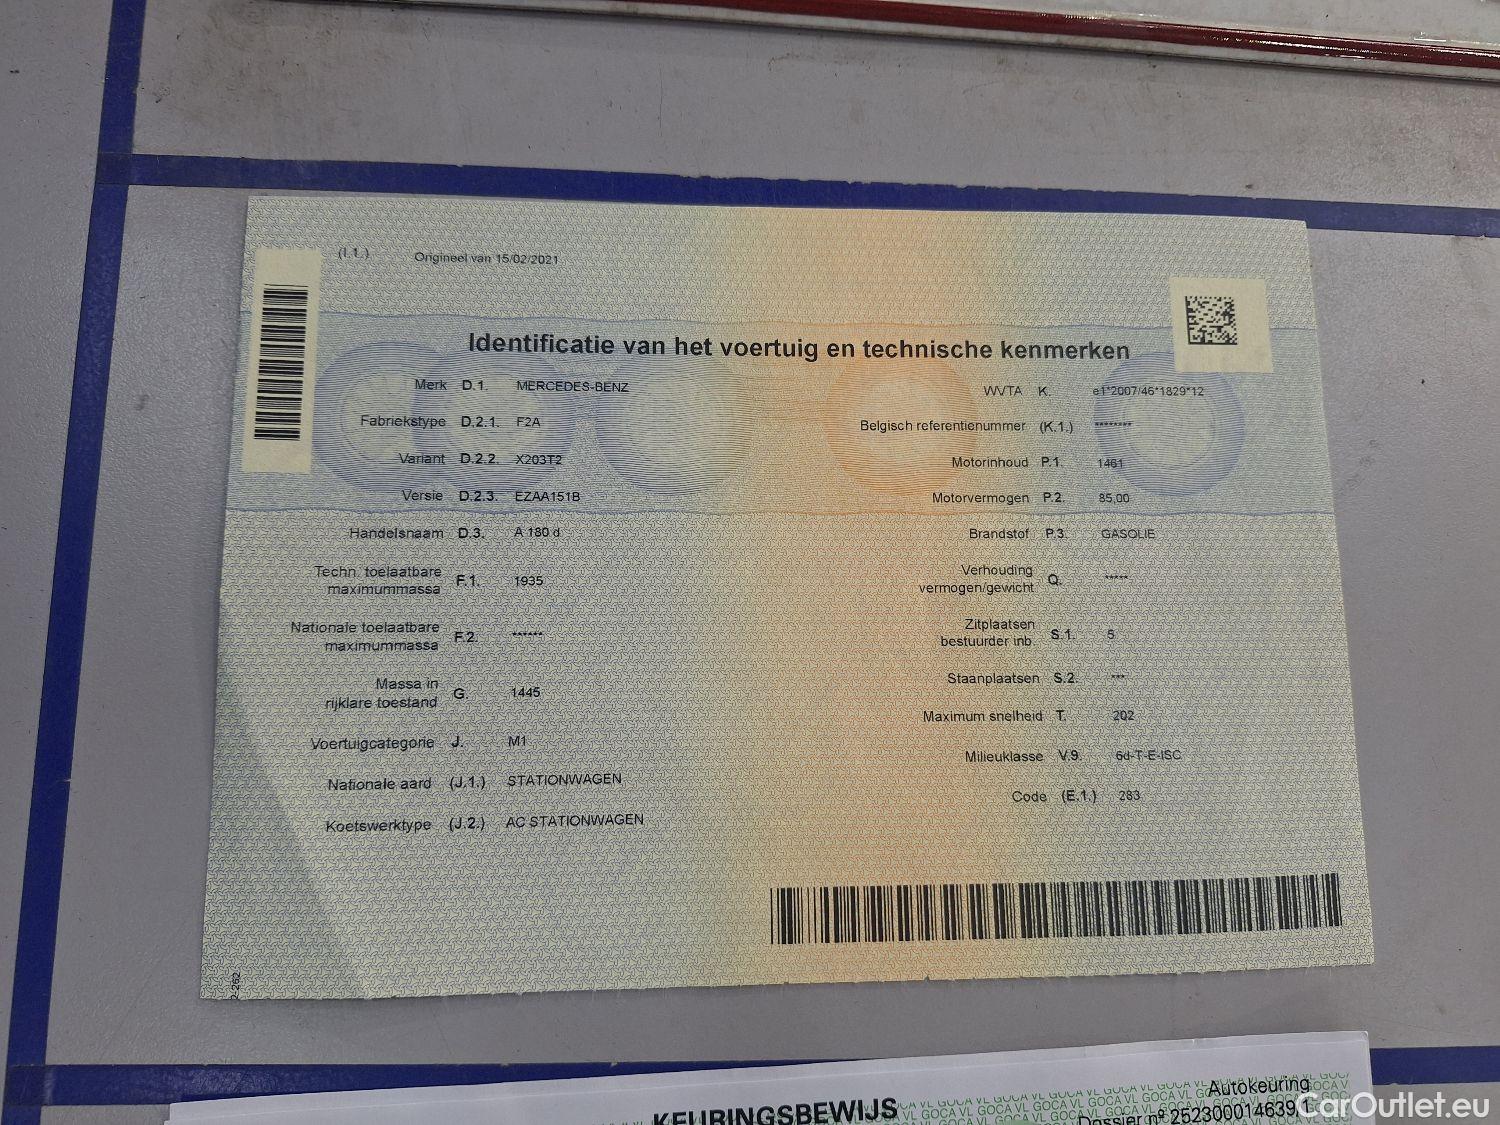 (I.1.) Origineel van 15/02/2021
Identificatie van het voertuig en technische kenmerken
Merk D.1. MERCEDES-BENZ
Fabriekstype D.2.1. F2A
Variant D.2.2. X203T2
Versie D.2.3. EZAA151B
Handelsnaam D.3. A 180 d
Techn. toelaatbare
maximummassa F.1. 1935
Nationale toelaatbare
maximummassa F.2. ******
Massa in
rijklare toestand G. 1445
Voertuigcategorie J. M1
Nationale aard (J.1.) STATIONWAGEN
Koetswerktype (J.2.) AC STATIONWAGEN
WVTA K. e1*2007/46*1829*12
Belgisch referentienummer (K.1.) ********
Motorinhoud P.1. 1461
Motorvermogen P.2. 85,00
Brandstof P.3. GASOLIE
Verhouding
vermogen/gewicht Q. *****
Zitplaatsen
bestuurder inb. S.1. 5
Staanplaatsen S.2. ***
Maximum snelheid T. 202
Milieuklasse V.9. 6d-T-E-ISC
Code (E.1.) 283
2-262
Autokeuring
KEURINGSBEWIJS
Dossier n° 252300014639/1
CarOutlet.eu